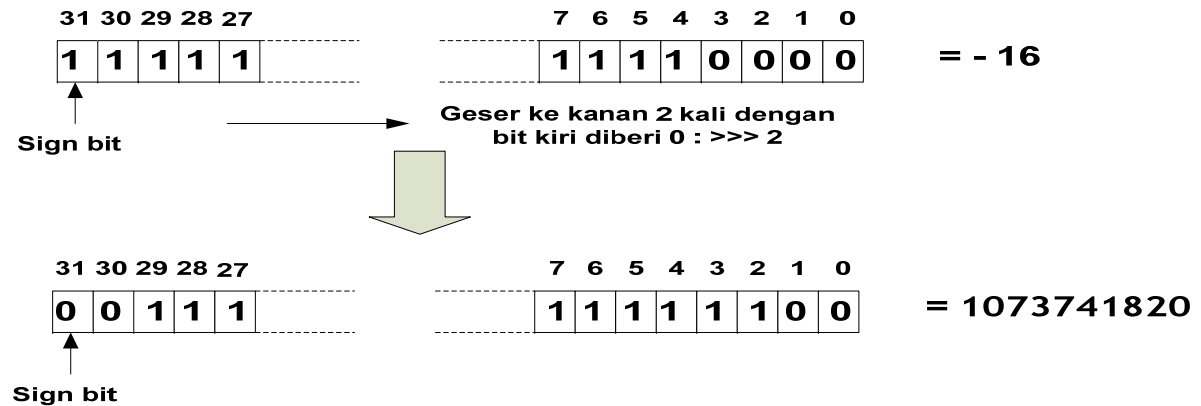 31 30 29 28 27 7 6 5 4 3 2 1 0
1 1 1 1 1 1 1 1 1 0 0 0 0 = - 16
Geser ke kanan 2 kali dengan
bit kiri diberi 0 : >>> 2
Sign bit
31 30 29 28 27 7 6 5 4 3 2 1 0
0 0 1 1 1 1 1 1 1 1 1 0 0 = 1073741820
Sign bit